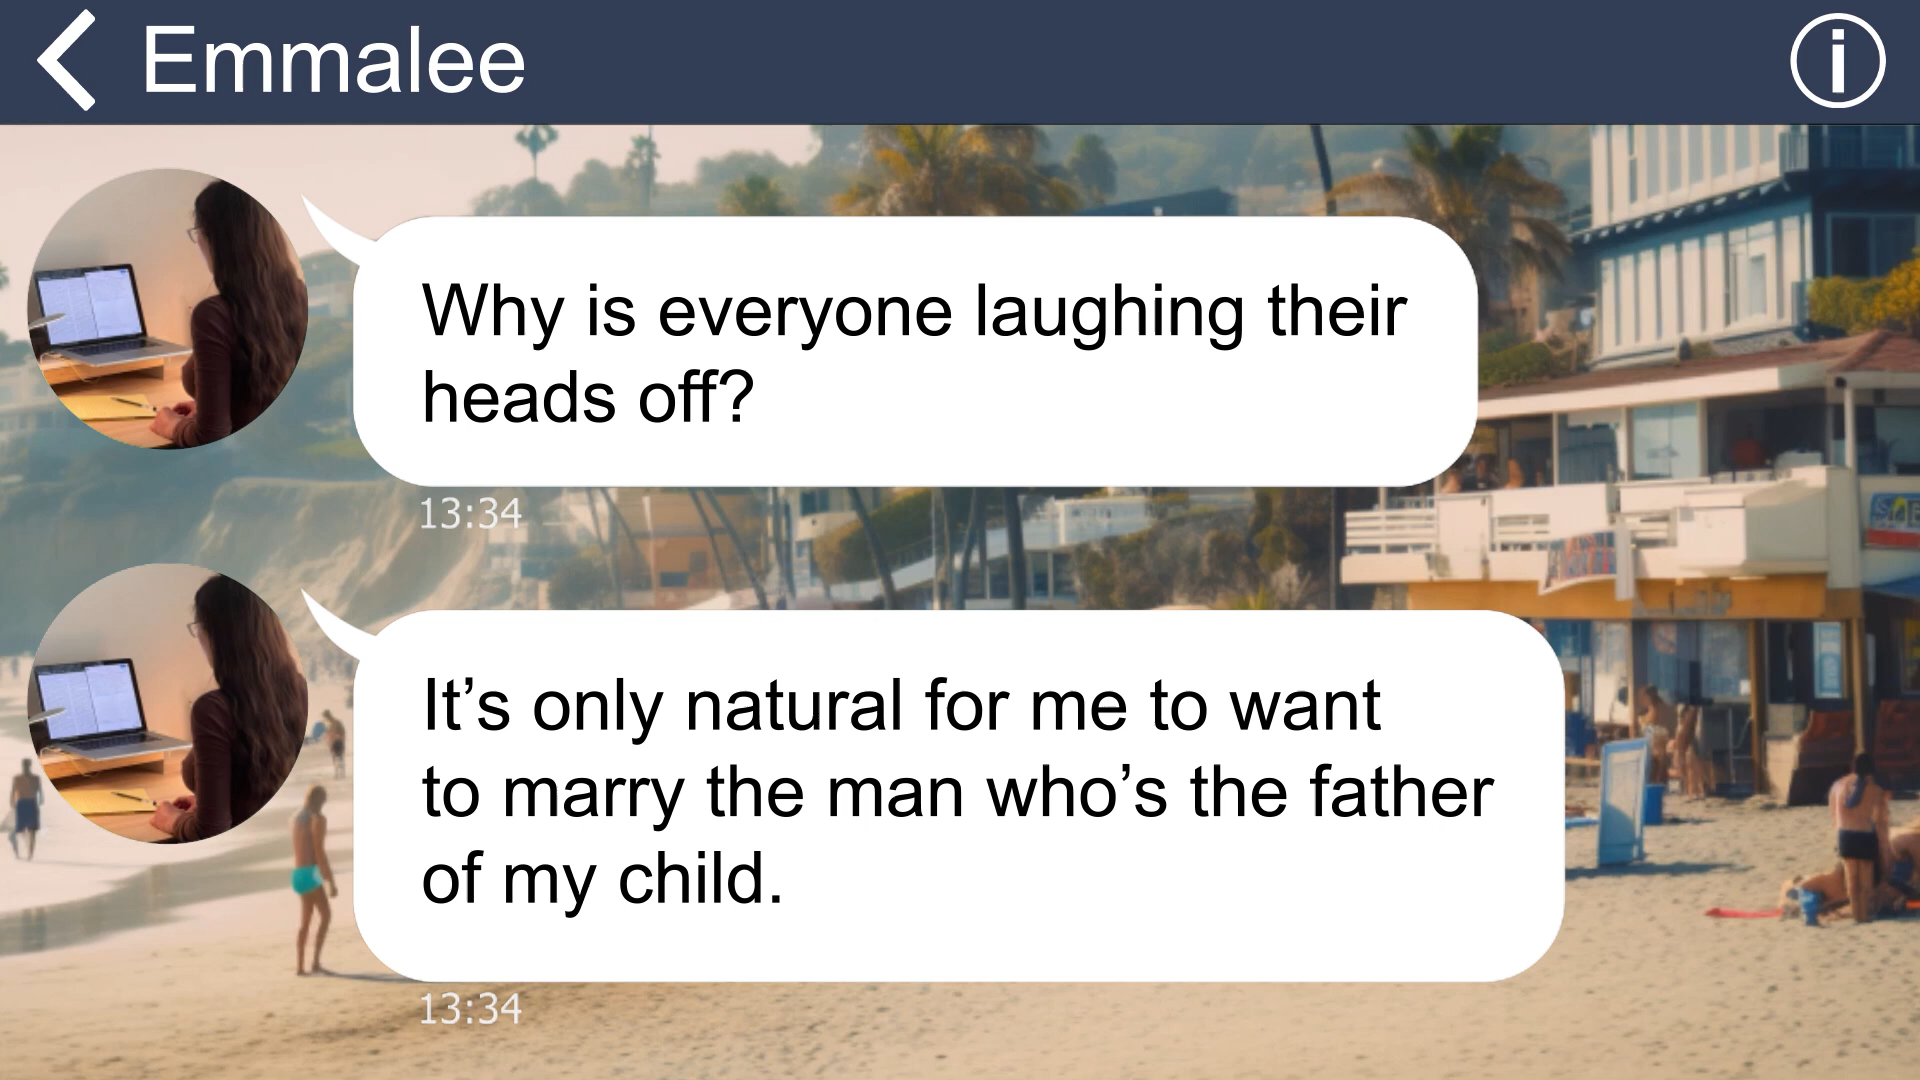 Emmalee
Why is everyone laughing their
heads off?
13:34
It’s only natural for me to want
to marry the man who’s the father
of my child.
13:34